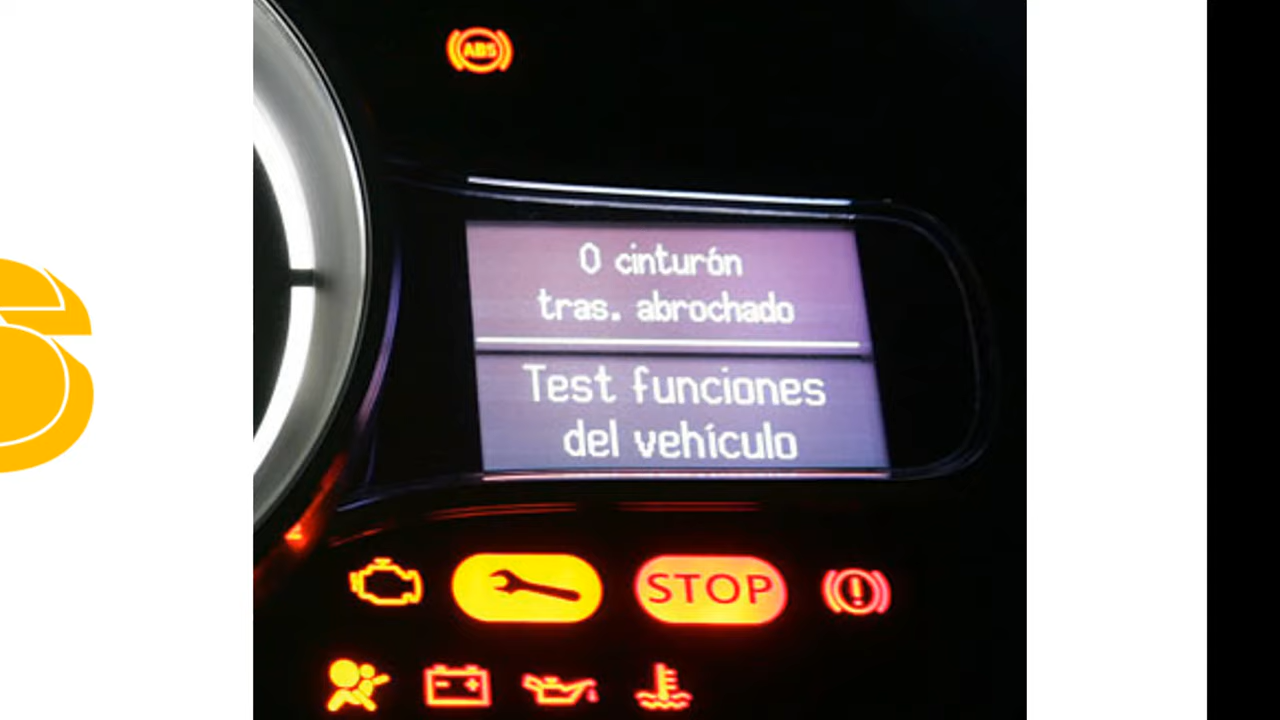 ABS
0 cinturón
tras. abrochado
Test funciones
del vehículo
STOP